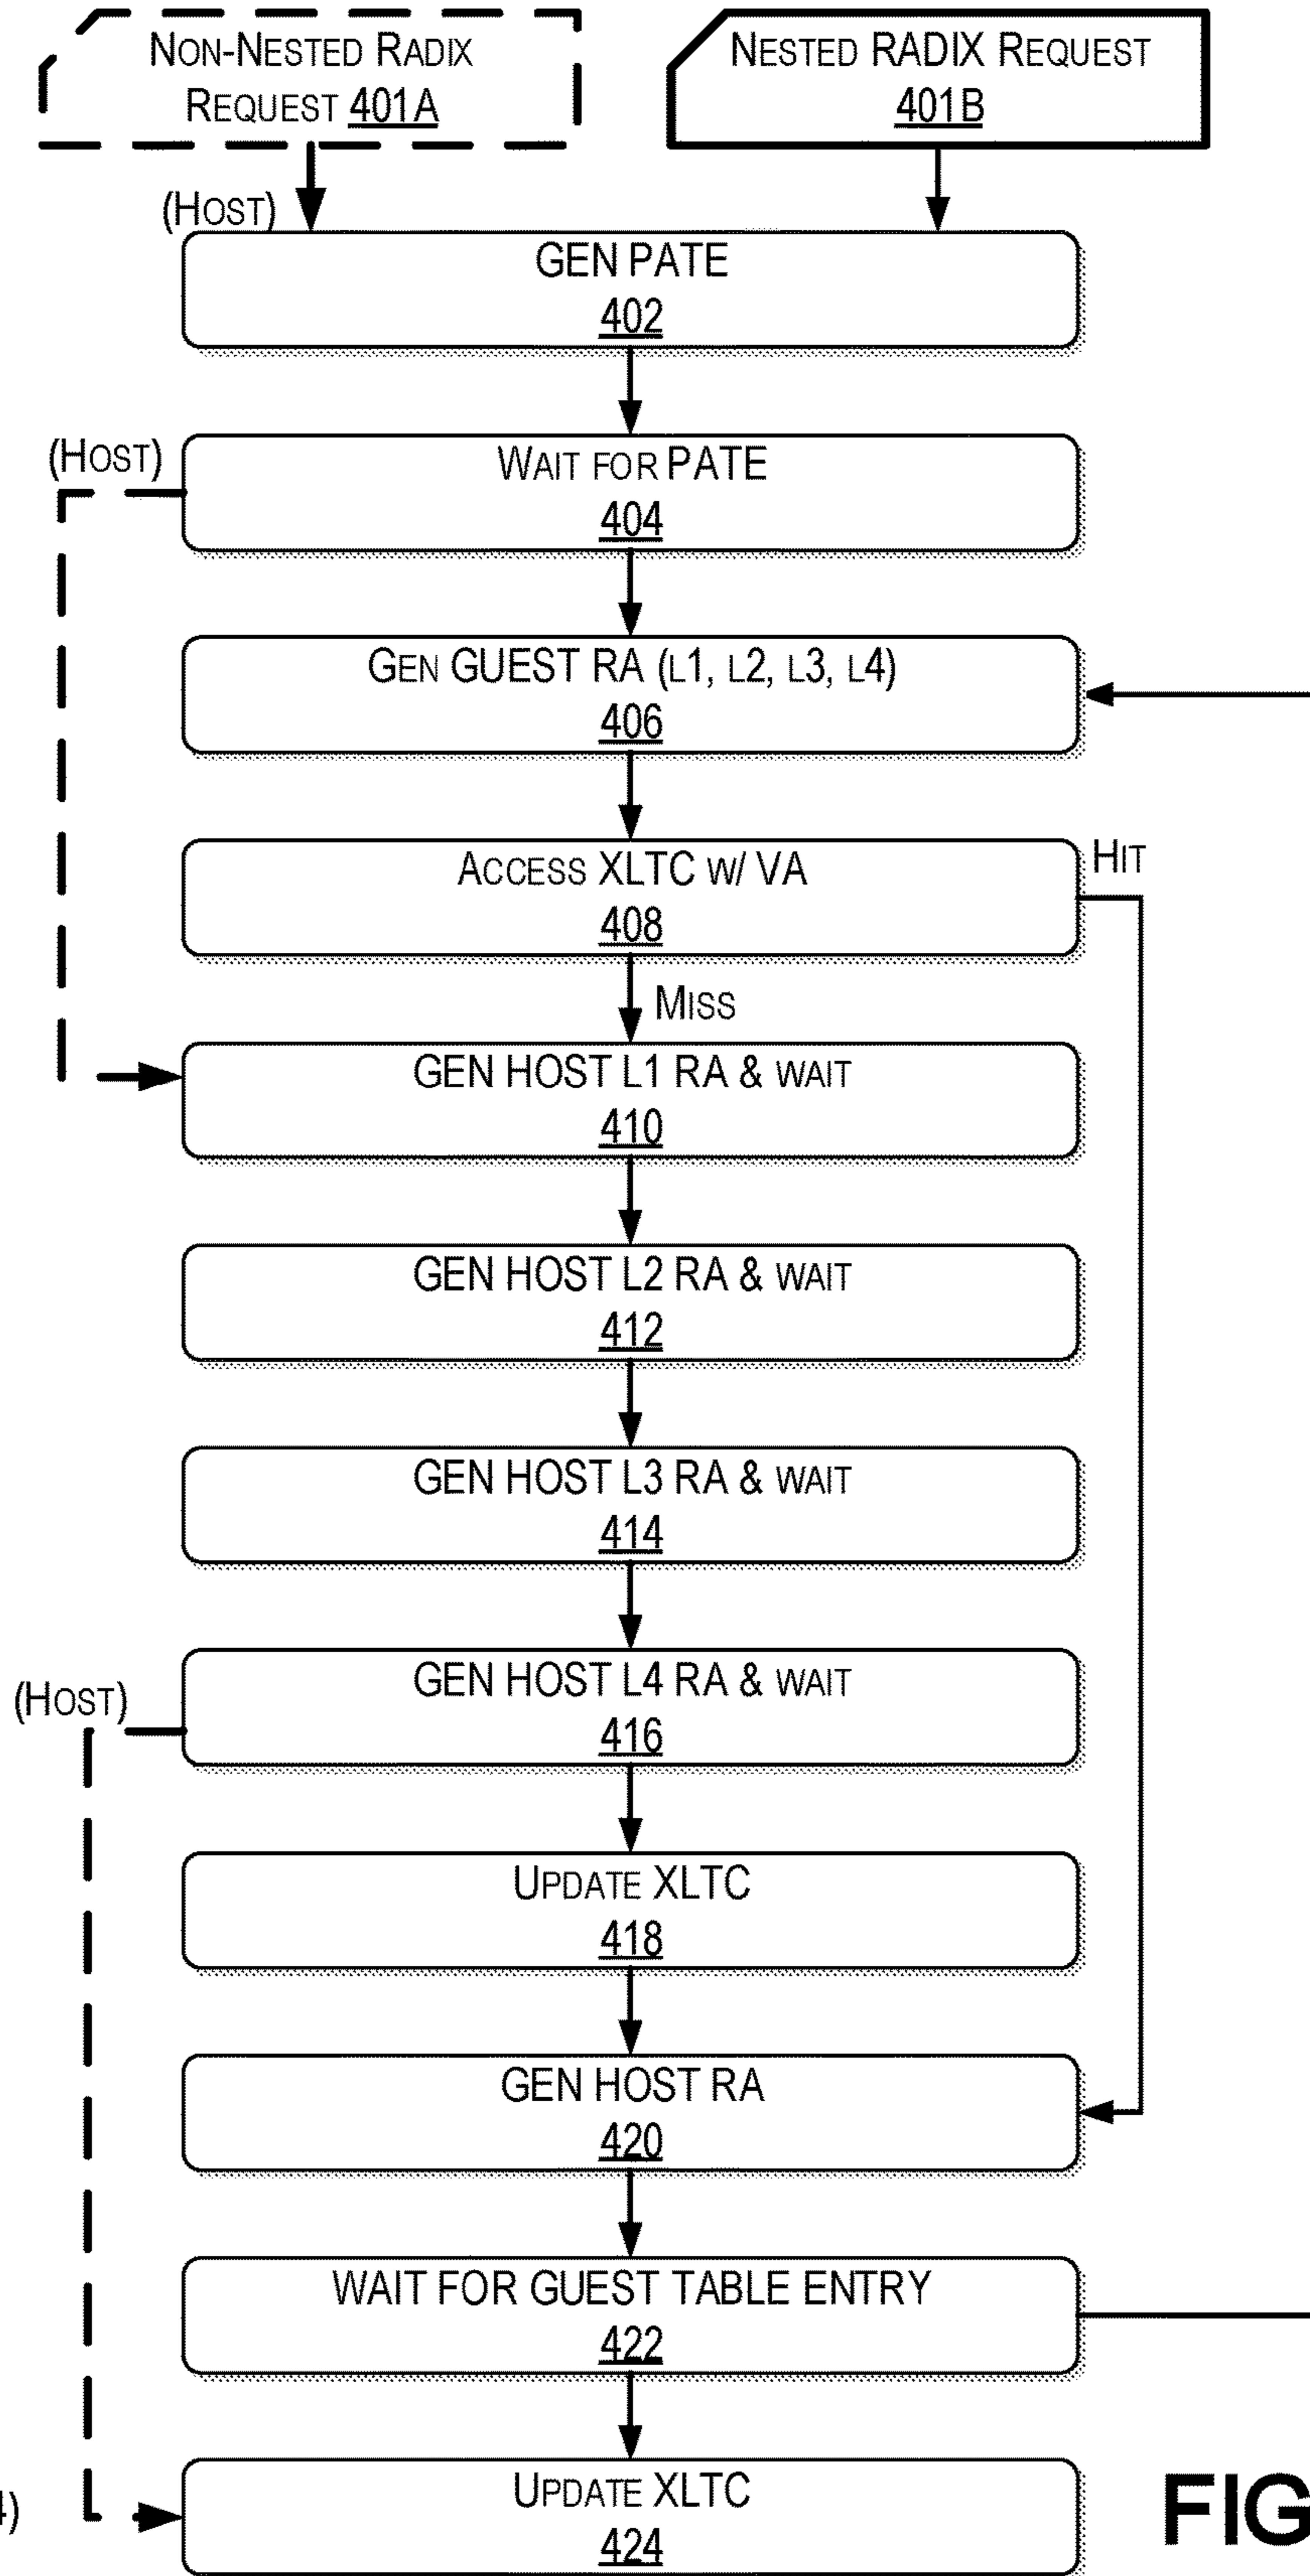 NON-NESTED RADIX
REQUEST 401A
NESTED RADIX REQUEST
401B
(HOST)
GEN PATE
402
(HOST)
WAIT FOR PATE
404
GEN GUEST RA (L1, L2, L3, L4)
406
ACCESS XLTC W/ VA
408
HIT
MISS
GEN HOST L1 RA & WAIT
410
GEN HOST L2 RA & WAIT
412
GEN HOST L3 RA & WAIT
414
(HOST)
GEN HOST L4 RA & WAIT
416
UPDATE XLTC
418
GEN HOST RA
420
WAIT FOR GUEST TABLE ENTRY
422
UPDATE XLTC
424
4)
FIG